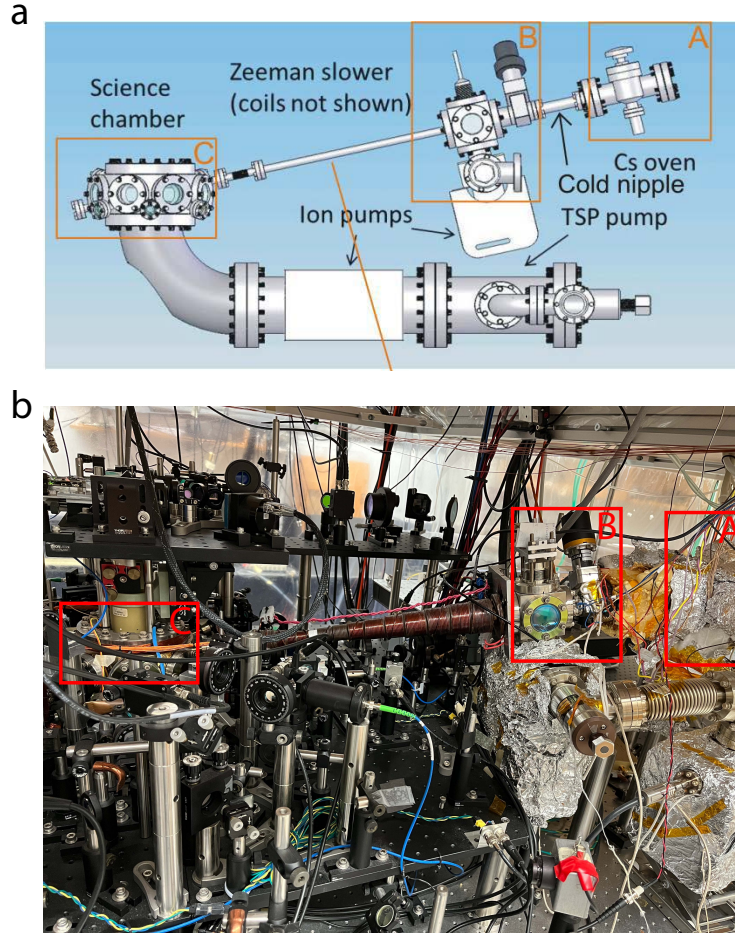 a
B
A
Zeeman slower
(coils not shown)
Science
chamber
C
Cs oven
Cold nipple
Ion pumps
TSP pump
b
B
A
C